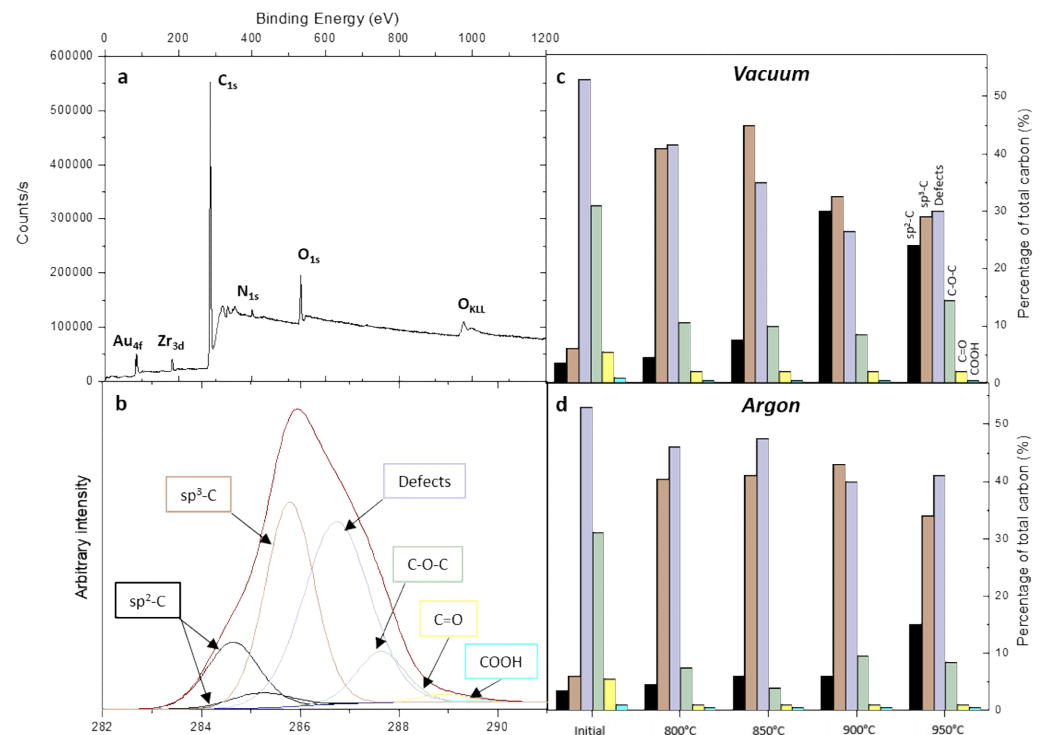 Binding Energy (eV)
0 200 400 600 800 1000 1200
600000
500000
400000
300000
200000
100000
0
Counts/s
a
C1s
N1s
O1s
OKLL
Au4f
Zr3d
b
Arbitrary intensity
sp³-C
Defects
C-O-C
sp²-C
C=O
COOH
282 284 286 288 290
c
Vacuum
50
40
30
20
10
0
Percentage of total carbon (%)
sp²-C
sp³-C
Defects
C-O-C
C=O
COOH
d
Argon
50
40
30
20
10
0
Percentage of total carbon (%)
Initial 800°C 850°C 900°C 950°C